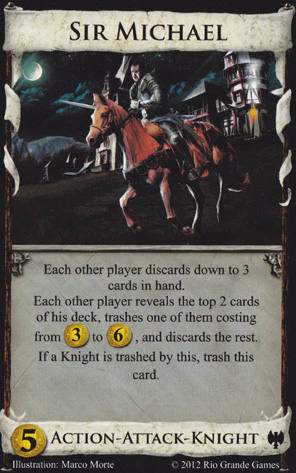 SIR MICHAEL
Each other player discards down to 3
cards in hand.
Each other player reveals the top 2 cards
of his deck, trashes one of them costing
from 3 to 6 , and discards the rest.
If a Knight is trashed by this, trash this
card.
5 ACTION-ATTACK-KNIGHT
Illustration: Marco Morte © 2012 Rio Grande Games